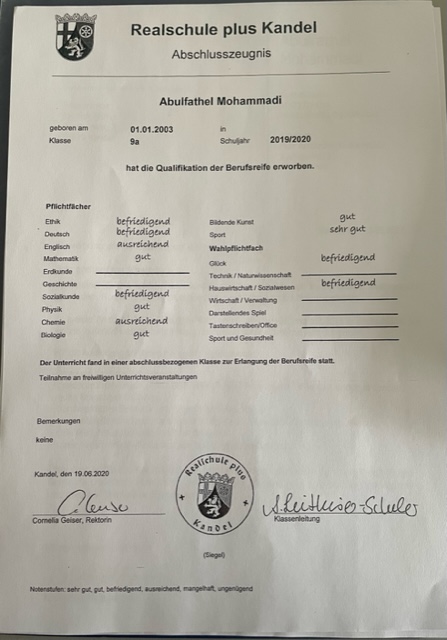 Realschule plus Kandel
Abschlusszeugnis
Abulfathel Mohammadi
geboren am 01.01.2003 in
Klasse 9a Schuljahr 2019/2020
hat die Qualifikation der Berufsreife erworben.
Pflichtfächer
Ethik befriedigend
Deutsch befriedigend
Englisch ausreichend
Mathematik gut
Erdkunde
Geschichte
Sozialkunde befriedigend
Physik gut
Chemie ausreichend
Biologie gut
Bildende Kunst gut
Sport sehr gut
Wahlpflichtfach
Glück befriedigend
Technik / Naturwissenschaft
Hauswirtschaft / Sozialwesen befriedigend
Wirtschaft / Verwaltung
Darstellendes Spiel
Tastenschreiben/Office
Sport und Gesundheit
Der Unterricht fand in einer abschlussbezogenen Klasse zur Erlangung der Berufsreife statt.
Teilnahme an freiwilligen Unterrichtsveranstaltungen
Bemerkungen
keine
Kandel, den 19.06.2020
Realschule plus
Kandel
Cornelia Geiser, Rektorin
Klassenleitung
(Siegel)
Notenstufen: sehr gut, gut, befriedigend, ausreichend, mangelhaft, ungenügend